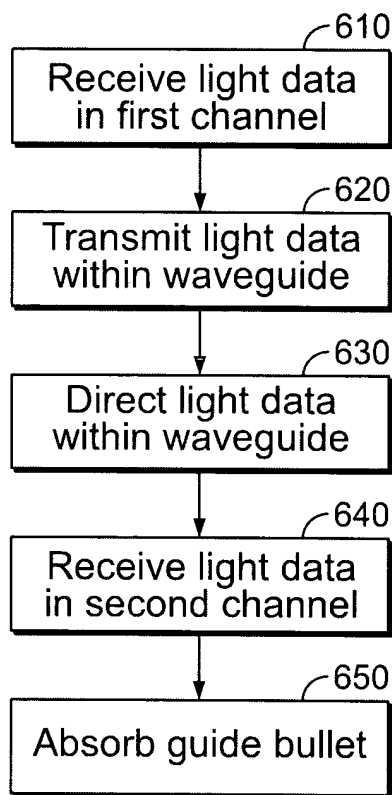 610
Receive light data
in first channel
620
Transmit light data
within waveguide
630
Direct light data
within waveguide
640
Receive light data
in second channel
650
Absorb guide bullet